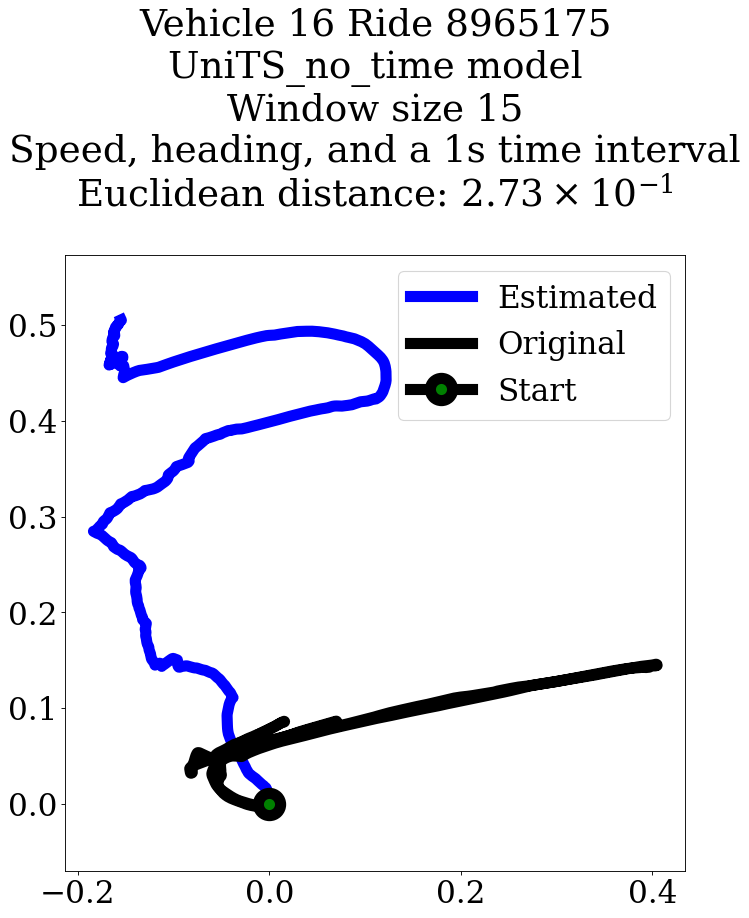 Vehicle 16 Ride 8965175
UniTS_no_time model
Window size 15
Speed, heading, and a 1s time interval
Euclidean distance: 2.73 × 10⁻¹
Estimated
Original
Start
0.5
0.4
0.3
0.2
0.1
0.0
−0.2
0.0
0.2
0.4